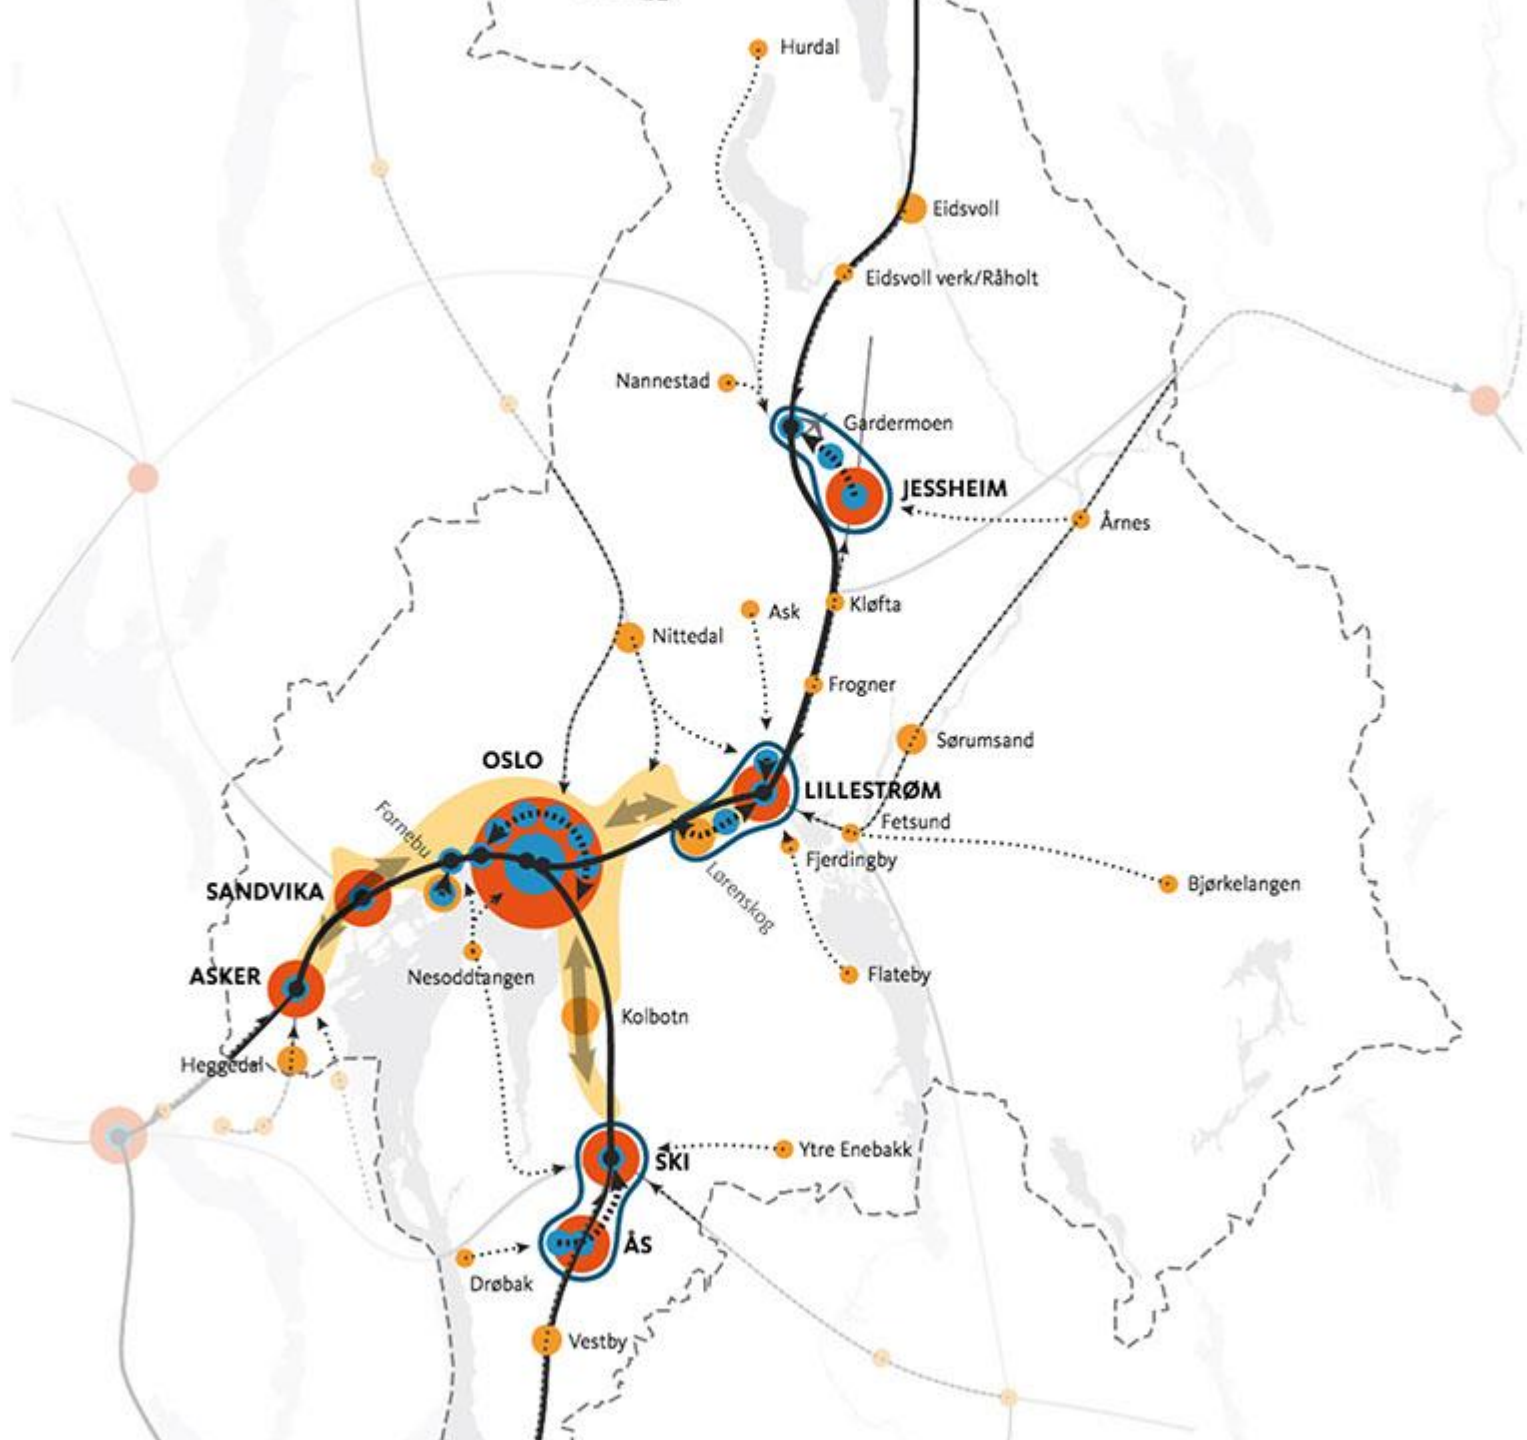 Hurdal
Eidsvoll
Eidsvoll verk/Råholt
Nannestad
Gardermoen
JESSHEIM
Årnes
Ask
Kløfta
Nittedal
Frogner
Sørumsand
OSLO
LILLESTRØM
Fornebu
Fetsund
Fjerdingby
SANDVIKA
Lørenskog
Bjørkelangen
ASKER
Nesoddtangen
Flateby
Kolbotn
Heggedal
Ytre Enebakk
SKI
ÅS
Drøbak
Vestby